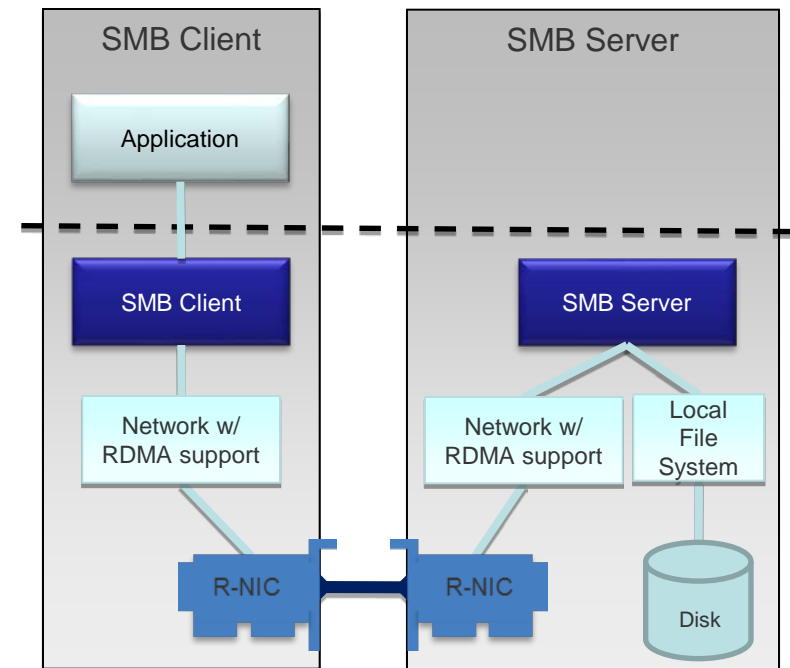 SMB Client
SMB Server
Application
SMB Client
SMB Server
Network w/
RDMA support
Network w/
RDMA support
Local
File
System
R-NIC
R-NIC
Disk